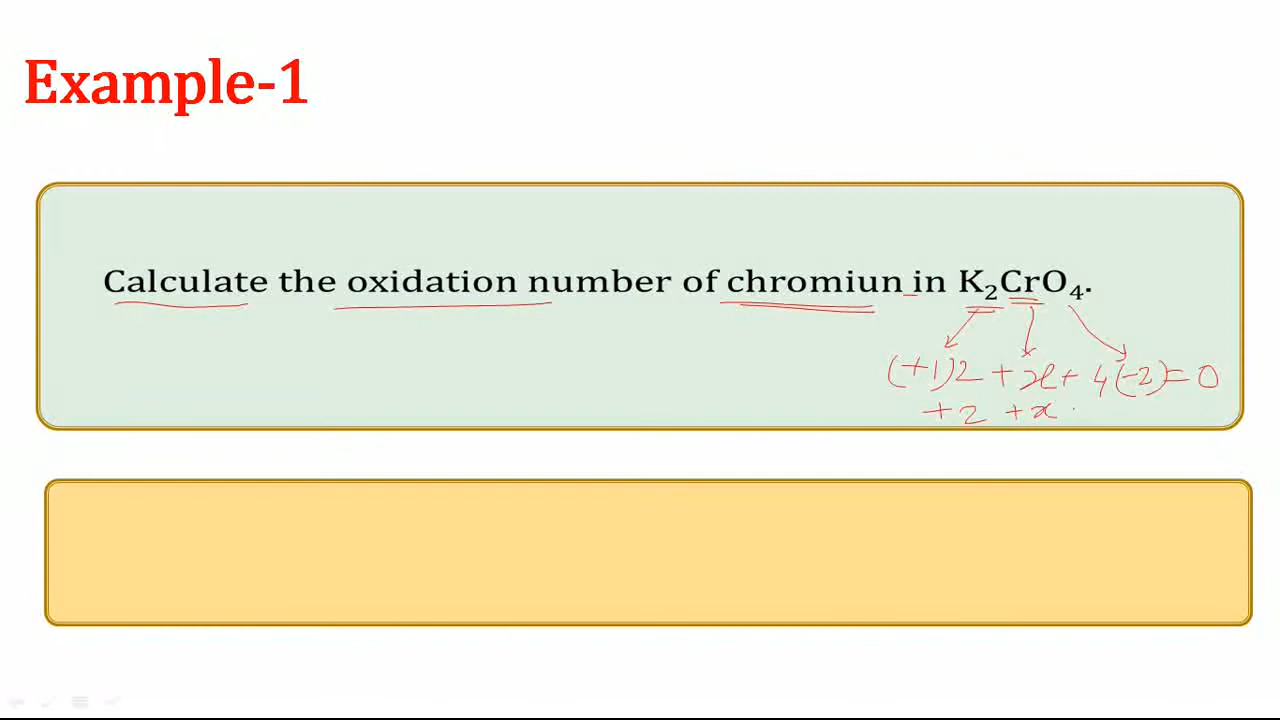 Example-1
Calculate the oxidation number of chromiun in K₂CrO₄.
(+1)2 + x + 4(-2) = 0
+2 + x